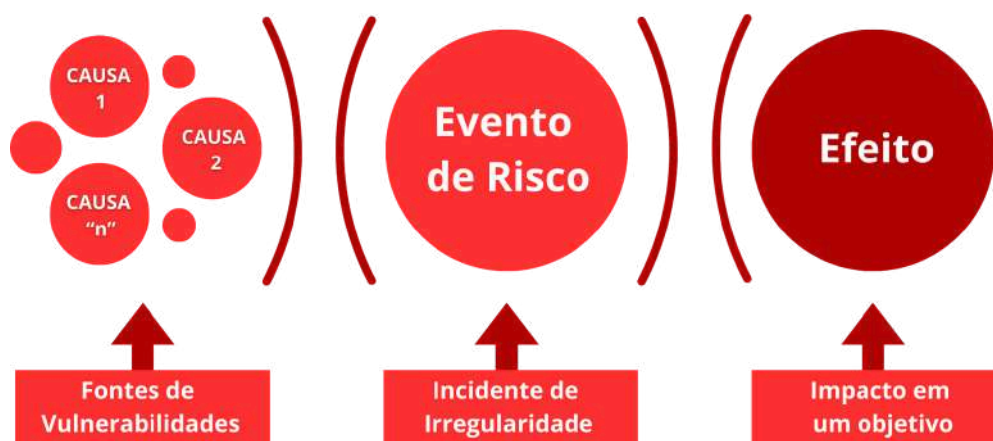 CAUSA
1
CAUSA
2
CAUSA
“n”
Evento
de Risco
Efeito
Fontes de
Vulnerabilidades
Incidente de
Irregularidade
Impacto em
um objetivo